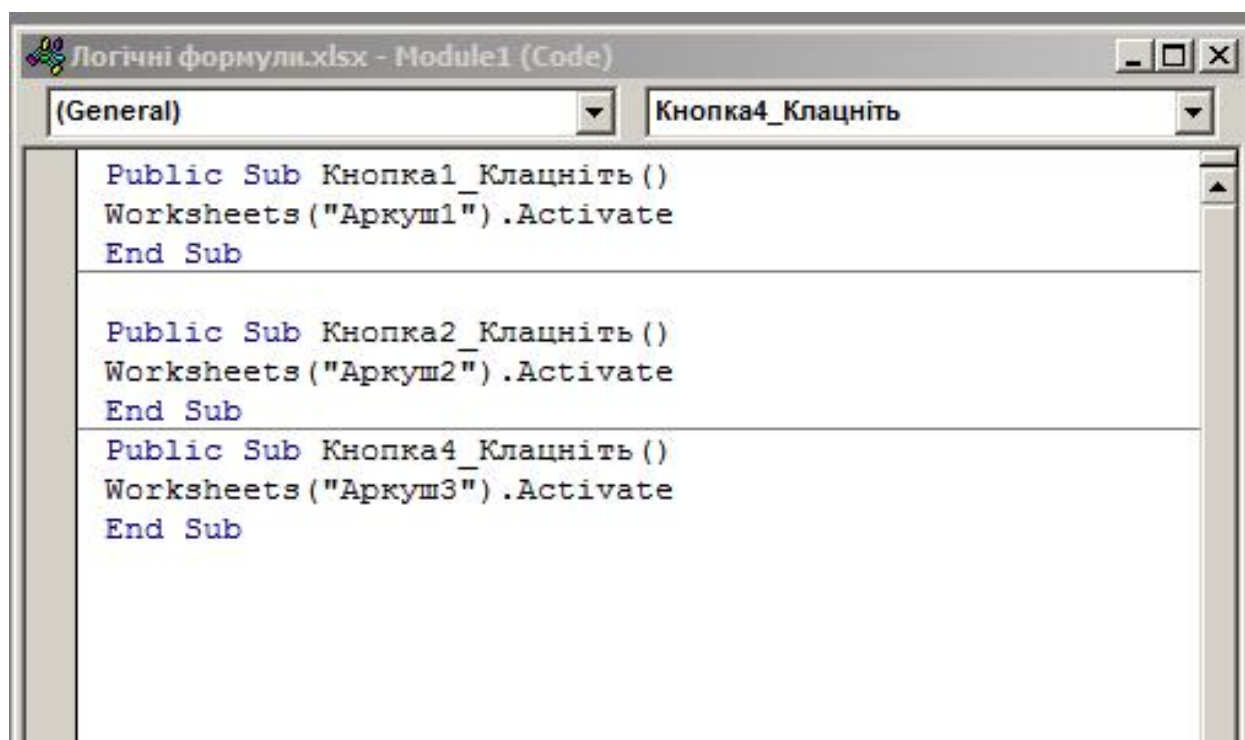 Логічні формули.xlsx - Module1 (Code)
(General) Кнопка4_Клацніть
Public Sub Кнопка1_Клацніть()
Worksheets("Аркуш1").Activate
End Sub
Public Sub Кнопка2_Клацніть()
Worksheets("Аркуш2").Activate
End Sub
Public Sub Кнопка4_Клацніть()
Worksheets("Аркуш3").Activate
End Sub